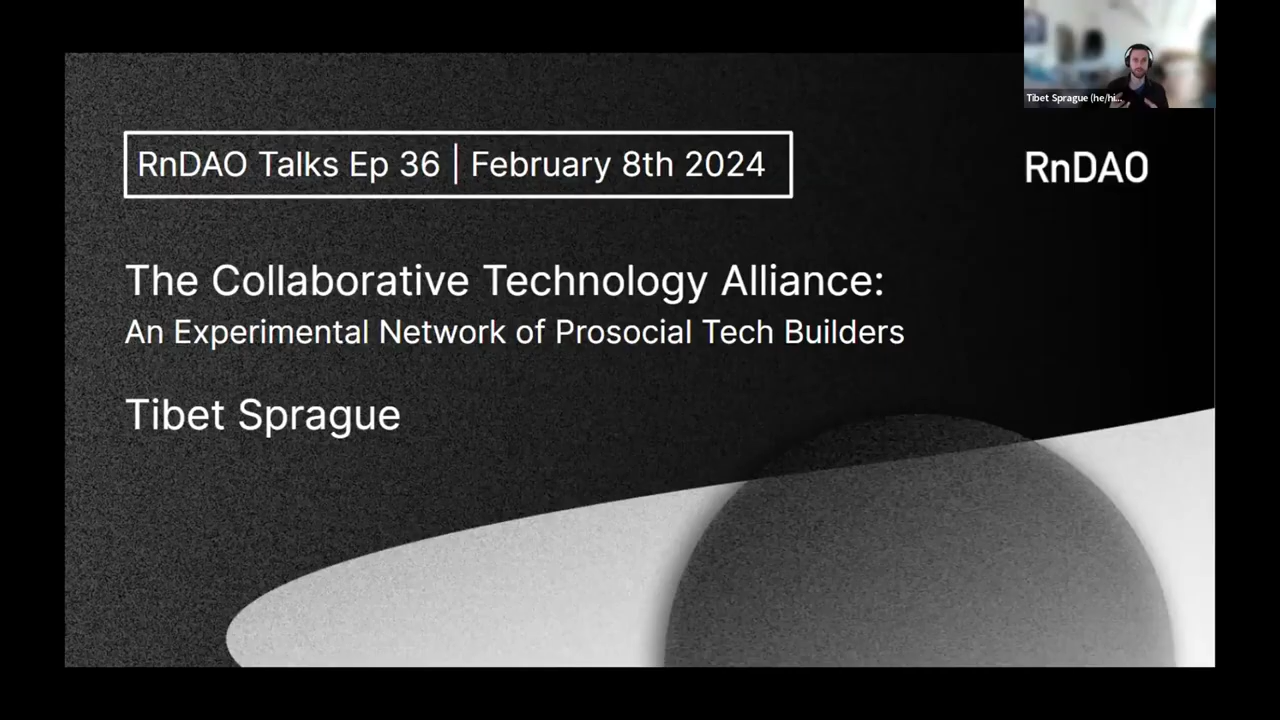 Tibet Sprague (he/hi...
RnDAO Talks Ep 36 | February 8th 2024
RnDAO
The Collaborative Technology Alliance:
An Experimental Network of Prosocial Tech Builders
Tibet Sprague